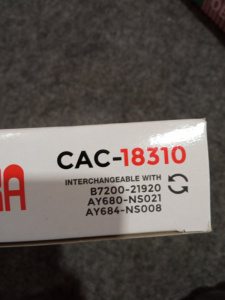 CAC-18310
INTERCHANGEABLE WITH
B7200-21920
AY680-NS021
AY684-NS008